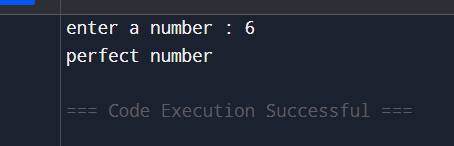 enter a number : 6
perfect number
=== Code Execution Successful ===